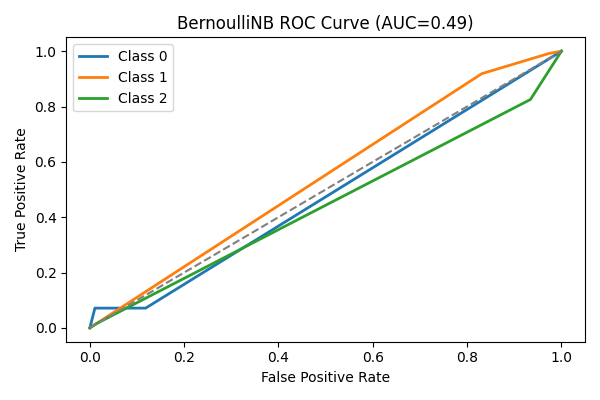 BernoulliNB ROC Curve (AUC=0.49)
Class 0
Class 1
Class 2
True Positive Rate
1.0
0.8
0.6
0.4
0.2
0.0
0.0 0.2 0.4 0.6 0.8 1.0
False Positive Rate